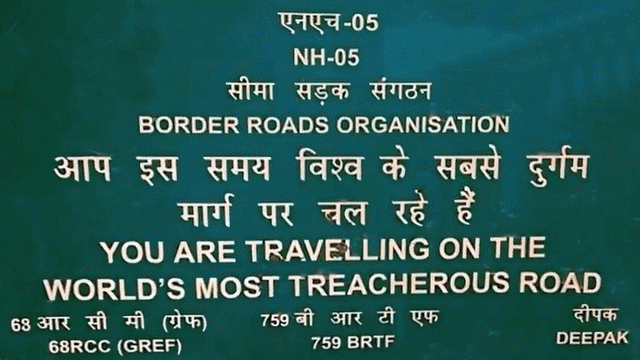 एनएच-05
NH-05
सीमा सड़क संगठन
BORDER ROADS ORGANISATION
आप इस समय विश्व के सबसे दुर्गम
मार्ग पर चल रहे हैं
YOU ARE TRAVELLING ON THE
WORLD'S MOST TREACHEROUS ROAD
68 आर सी मी (ग्रेफ) 759 बी आर टी एफ दीपक
68RCC (GREF) 759 BRTF DEEPAK